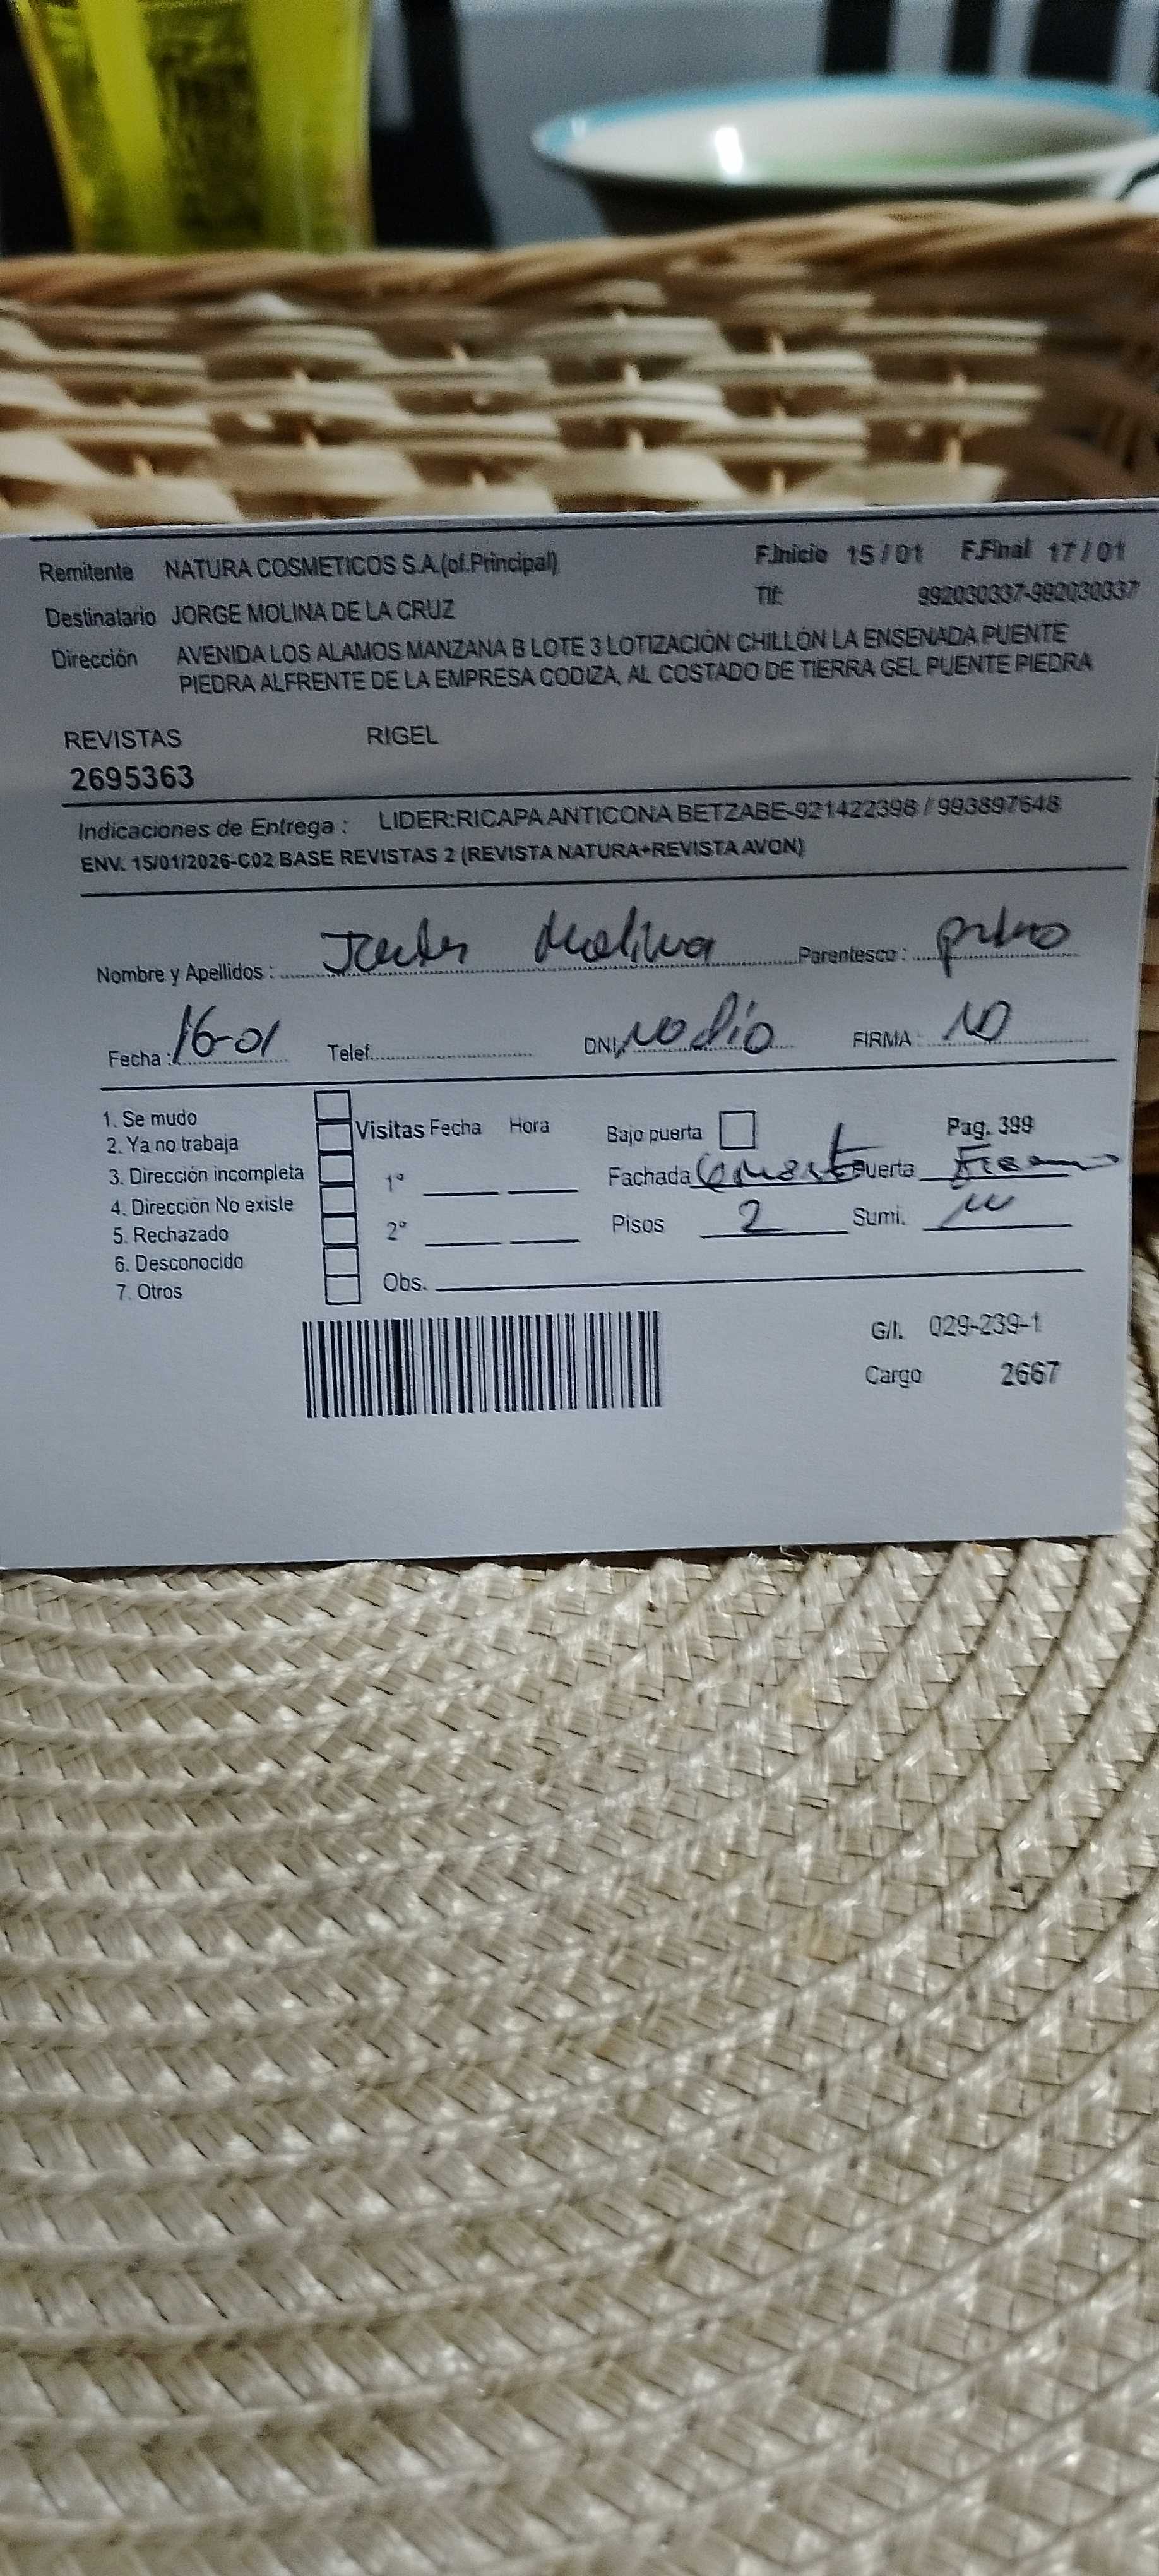 Remitente NATURA COSMETICOS S.A.(of.Principal) F.Inicio 15/01 F.Final 17/01
Destinatario JORGE MOLINA DE LA CRUZ Tlf: 992030337-992030337
Dirección AVENIDA LOS ALAMOS MANZANA B LOTE 3 LOTIZACIÓN CHILLÓN LA ENSENADA PUENTE
PIEDRA ALFRENTE DE LA EMPRESA CODIZA, AL COSTADO DE TIERRA GEL PUENTE PIEDRA
REVISTAS RIGEL
2695363
Indicaciones de Entrega : LIDER:RICAPA ANTICONA BETZABE-921422398 / 993897648
ENV. 15/01/2026-C02 BASE REVISTAS 2 (REVISTA NATURA+REVISTA AVON)
Nombre y Apellidos : Molina Parentesco : primo
Fecha : 16-01 Telef. DNI, no dio FIRMA : NO
1. Se mudo
2. Ya no trabaja
3. Dirección incompleta
4. Dirección No existe
5. Rechazado
6. Desconocido
7. Otros
Visitas Fecha Hora
1°
2°
Obs.
Bajo puerta Pag. 399
Fachada Puerta
Pisos 2 Sumi.
G/I. 029-239-1
Cargo 2667